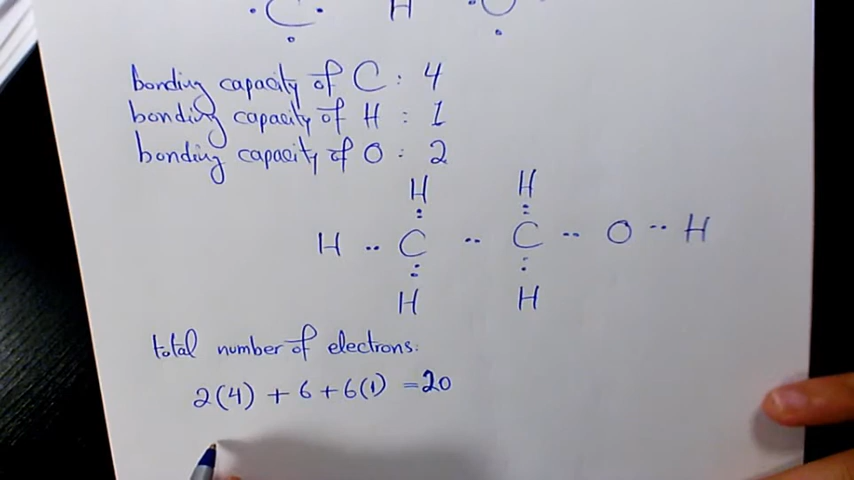 C H O
bonding capacity of C : 4
bonding capacity of H : 1
bonding capacity of O : 2
H H
H ·· C ·· C ·· O ·· H
H H
total number of electrons:
2(4) + 6 + 6(1) = 20